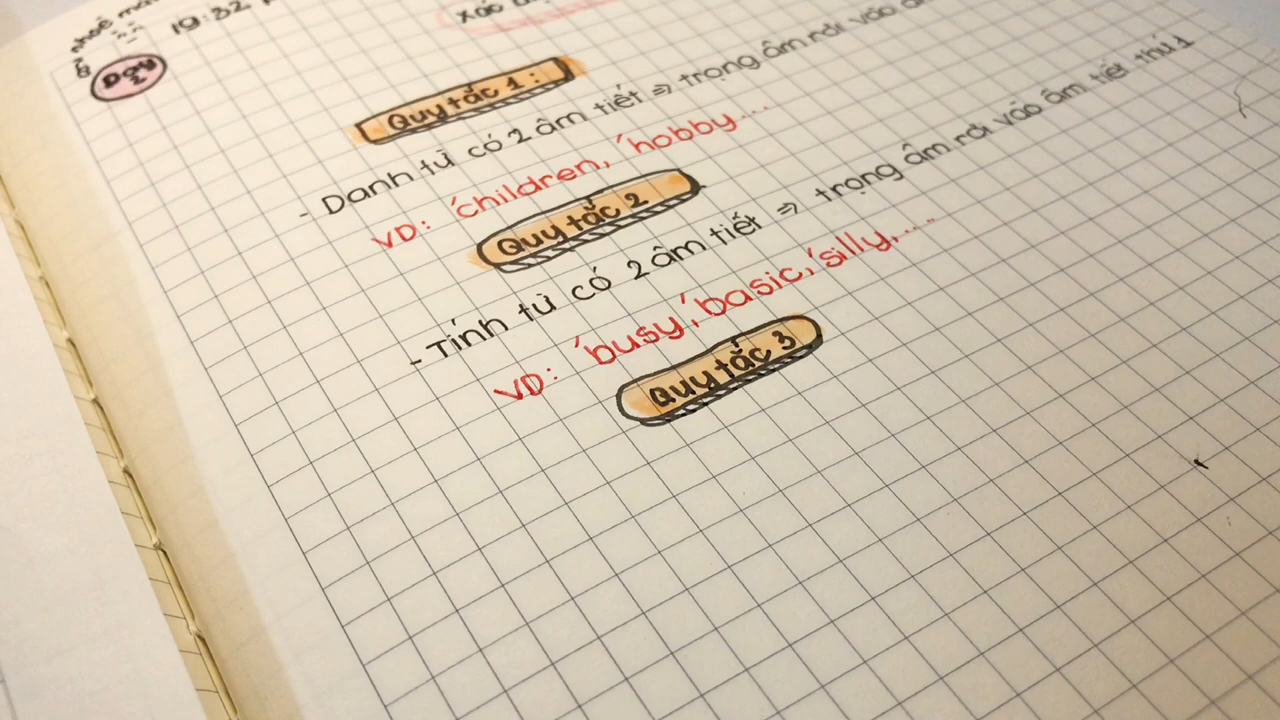 19:32
Day 2
Quy tắc 1:
- Danh từ có 2 âm tiết => trọng âm rơi vào
VD: 'children, 'hobby...
Quy tắc 2
- Tính từ có 2 âm tiết => trọng âm rơi vào âm tiết thứ 1
VD: 'busy, 'basic, 'silly,...
Quy tắc 3